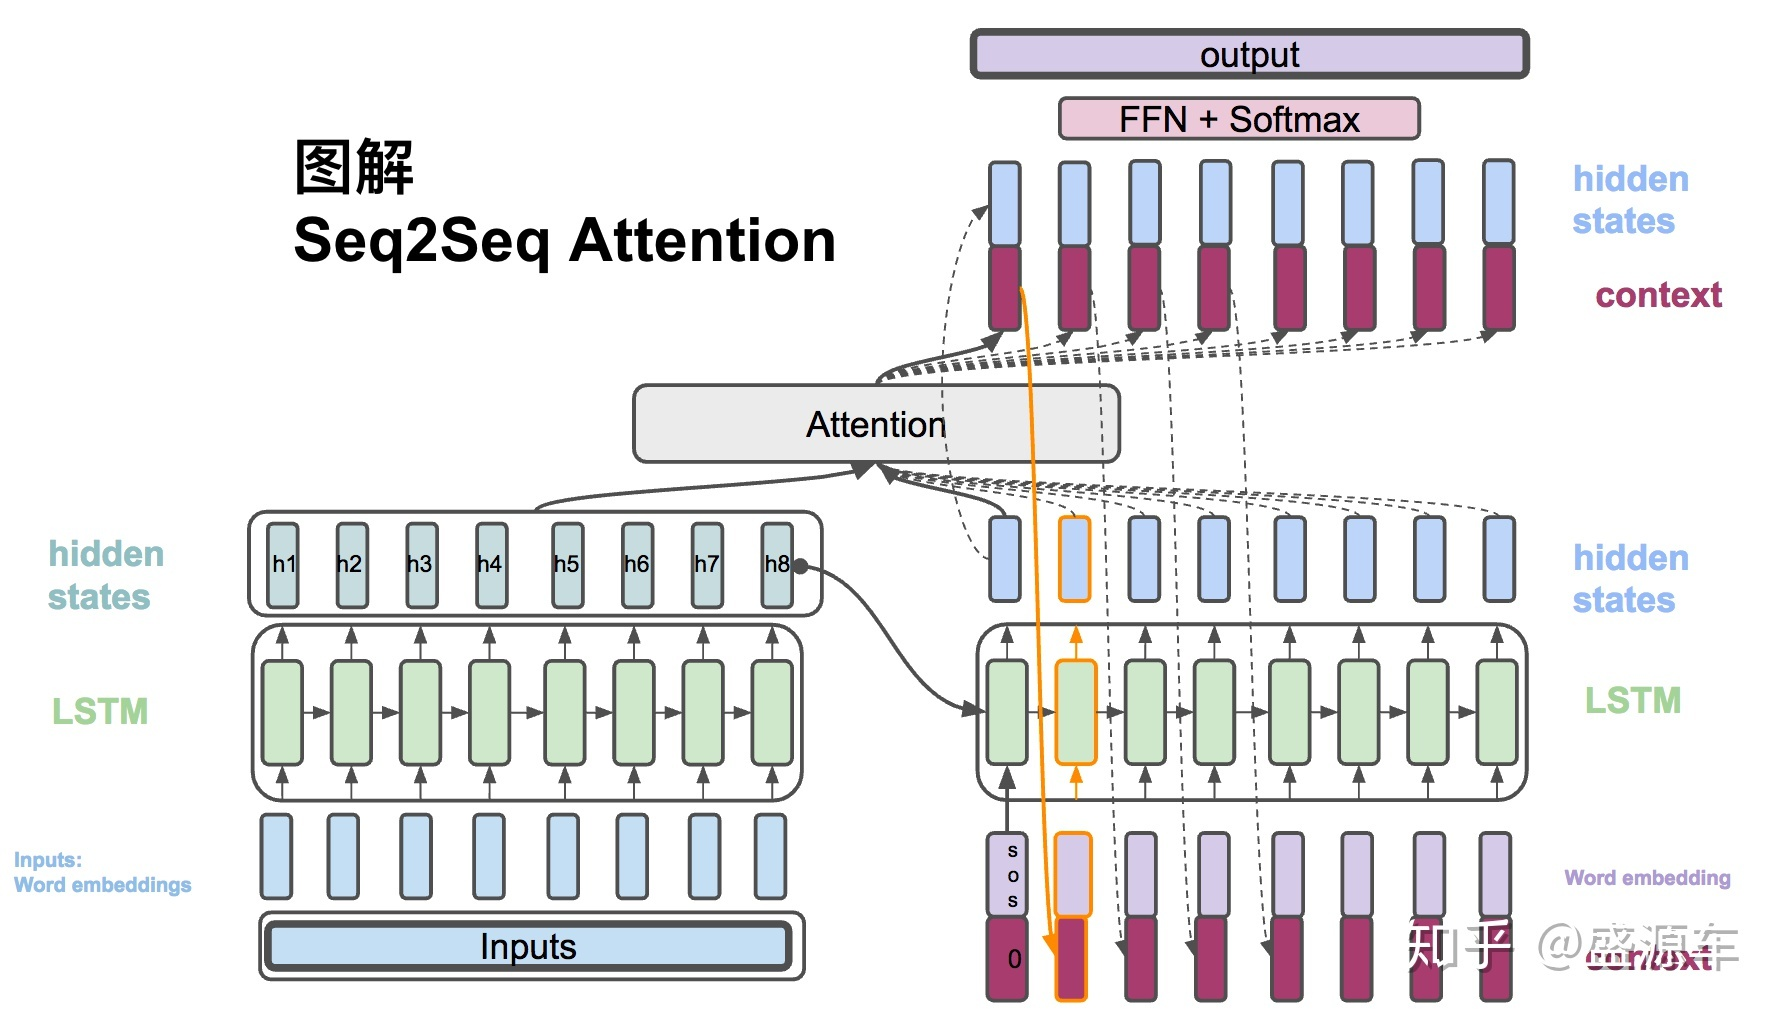 output
FFN + Softmax
hidden
states
context
图解
Seq2Seq Attention
Attention
hidden
states
h1 h2 h3 h4 h5 h6 h7 h8
hidden
states
LSTM
LSTM
Inputs:
Word embeddings
s
o
s
Word embedding
Inputs
0
context
知乎 @盛源车